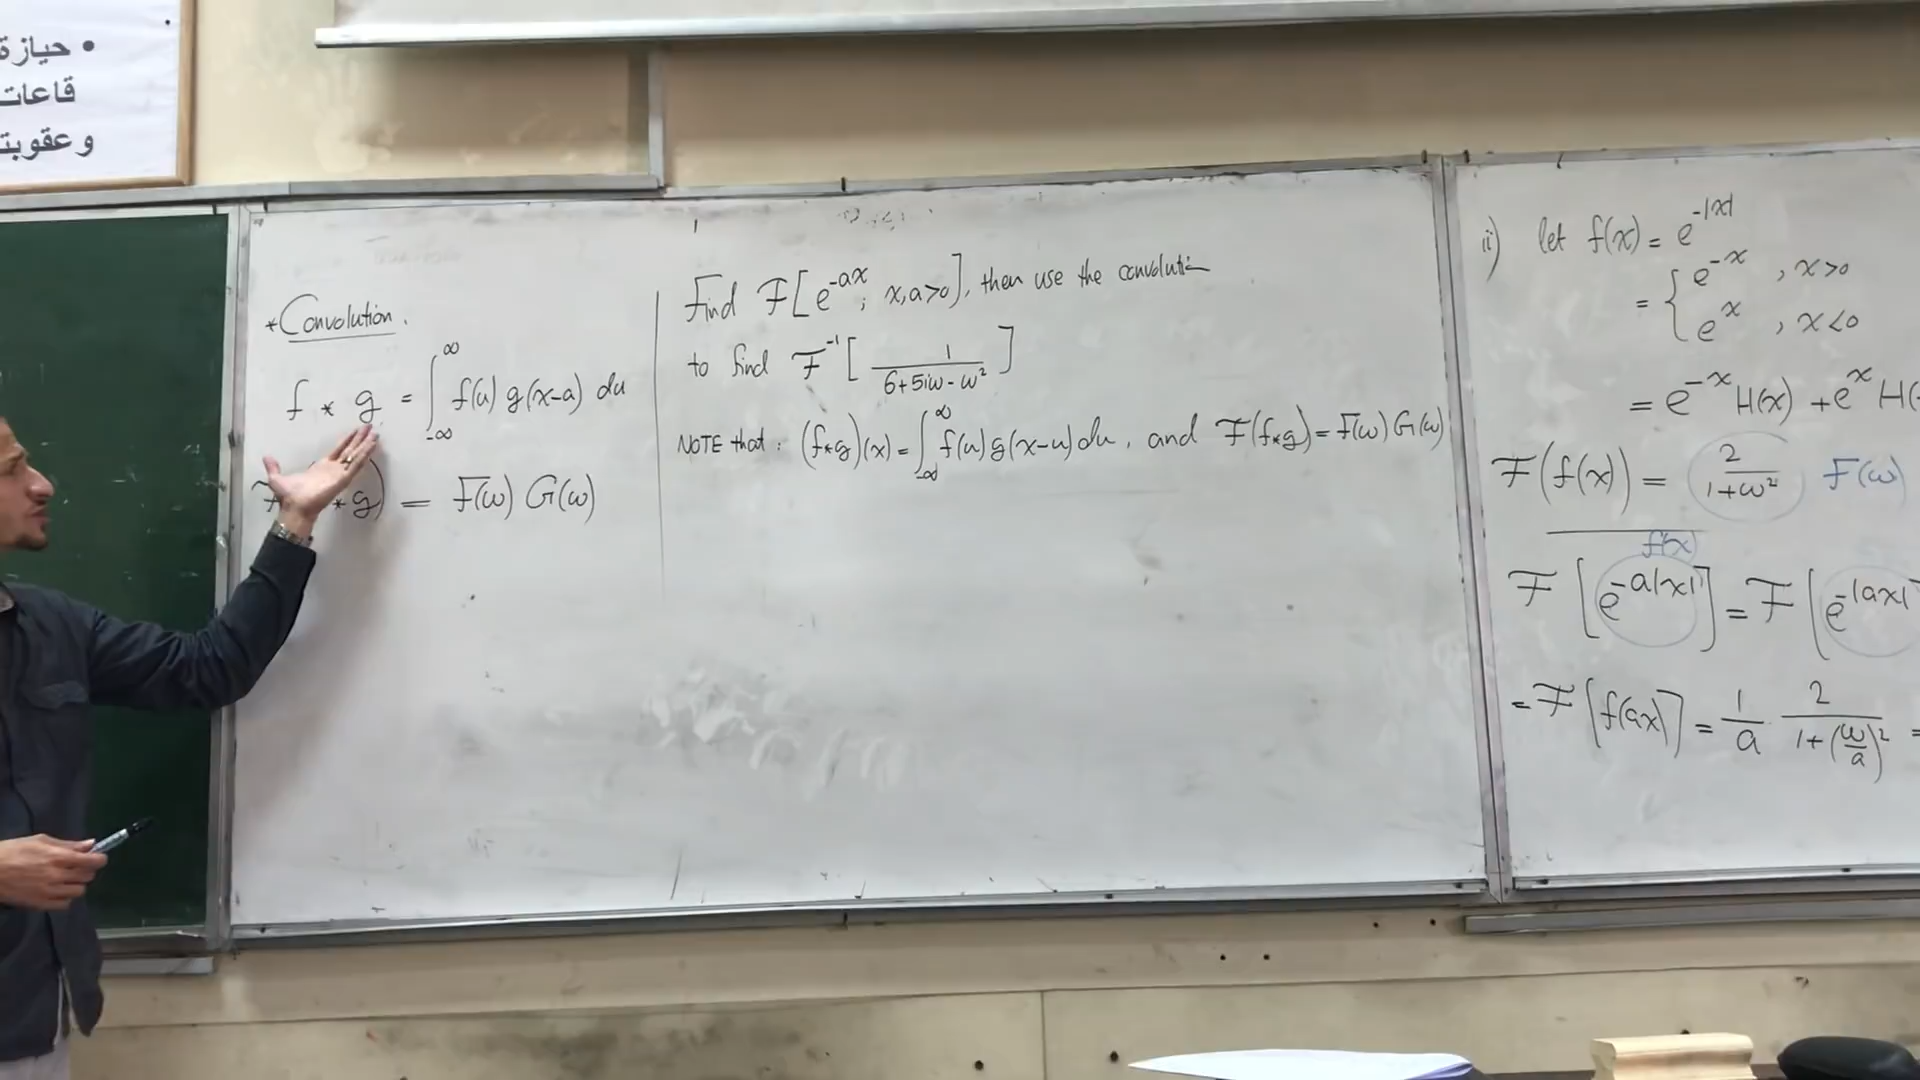 • حيازة
قاعات
و عقوبت
*Convolution.
f * g = ∫_{-∞}^{∞} f(u) g(x-a) du
*g) = F(ω) G(ω)
Find ℱ[e^{-ax}; x,a>0], then use the convolution
to find ℱ^{-1}[1/(6+5iω-ω²)]
NOTE that: (f*g)(x) = ∫_{-∞}^{∞} f(u) g(x-u) du, and ℱ(f*g) = F(ω) G(ω)
ii) let f(x) = e^{-|x|}
= { e^{-x} , x>0
e^{x} , x<0
= e^{-x} H(x) + e^{x} H(
ℱ(f(x)) = 2/(1+ω²) F(ω)
f(x)
ℱ[e^{-a|x|}] = ℱ[e^{-|ax|}
= ℱ[f(ax)] = 1/a · 2/(1+(ω/a)²) =